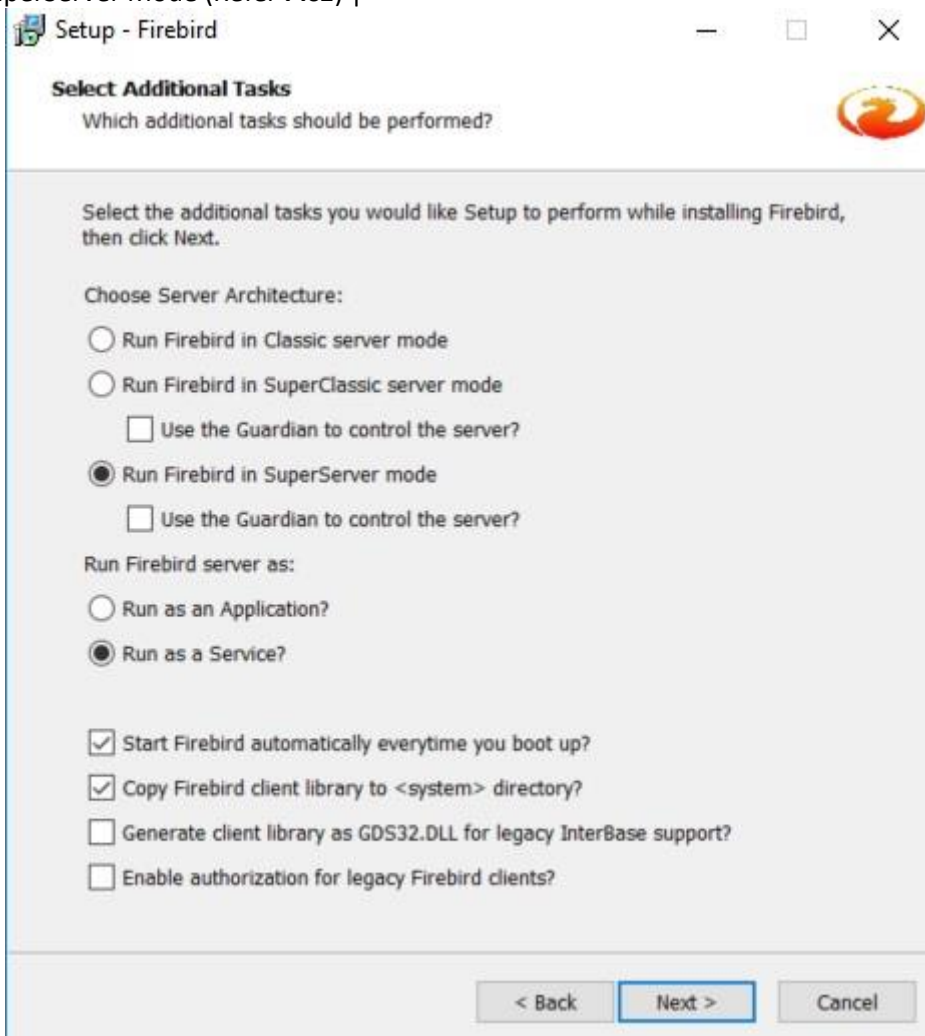 Setup - Firebird
Select Additional Tasks
Which additional tasks should be performed?
Select the additional tasks you would like Setup to perform while installing Firebird,
then click Next.
Choose Server Architecture:
Run Firebird in Classic server mode
Run Firebird in SuperClassic server mode
Use the Guardian to control the server?
Run Firebird in SuperServer mode
Use the Guardian to control the server?
Run Firebird server as:
Run as an Application?
Run as a Service?
Start Firebird automatically everytime you boot up?
Copy Firebird client library to <system> directory?
Generate client library as GDS32.DLL for legacy InterBase support?
Enable authorization for legacy Firebird clients?
< Back
Next >
Cancel